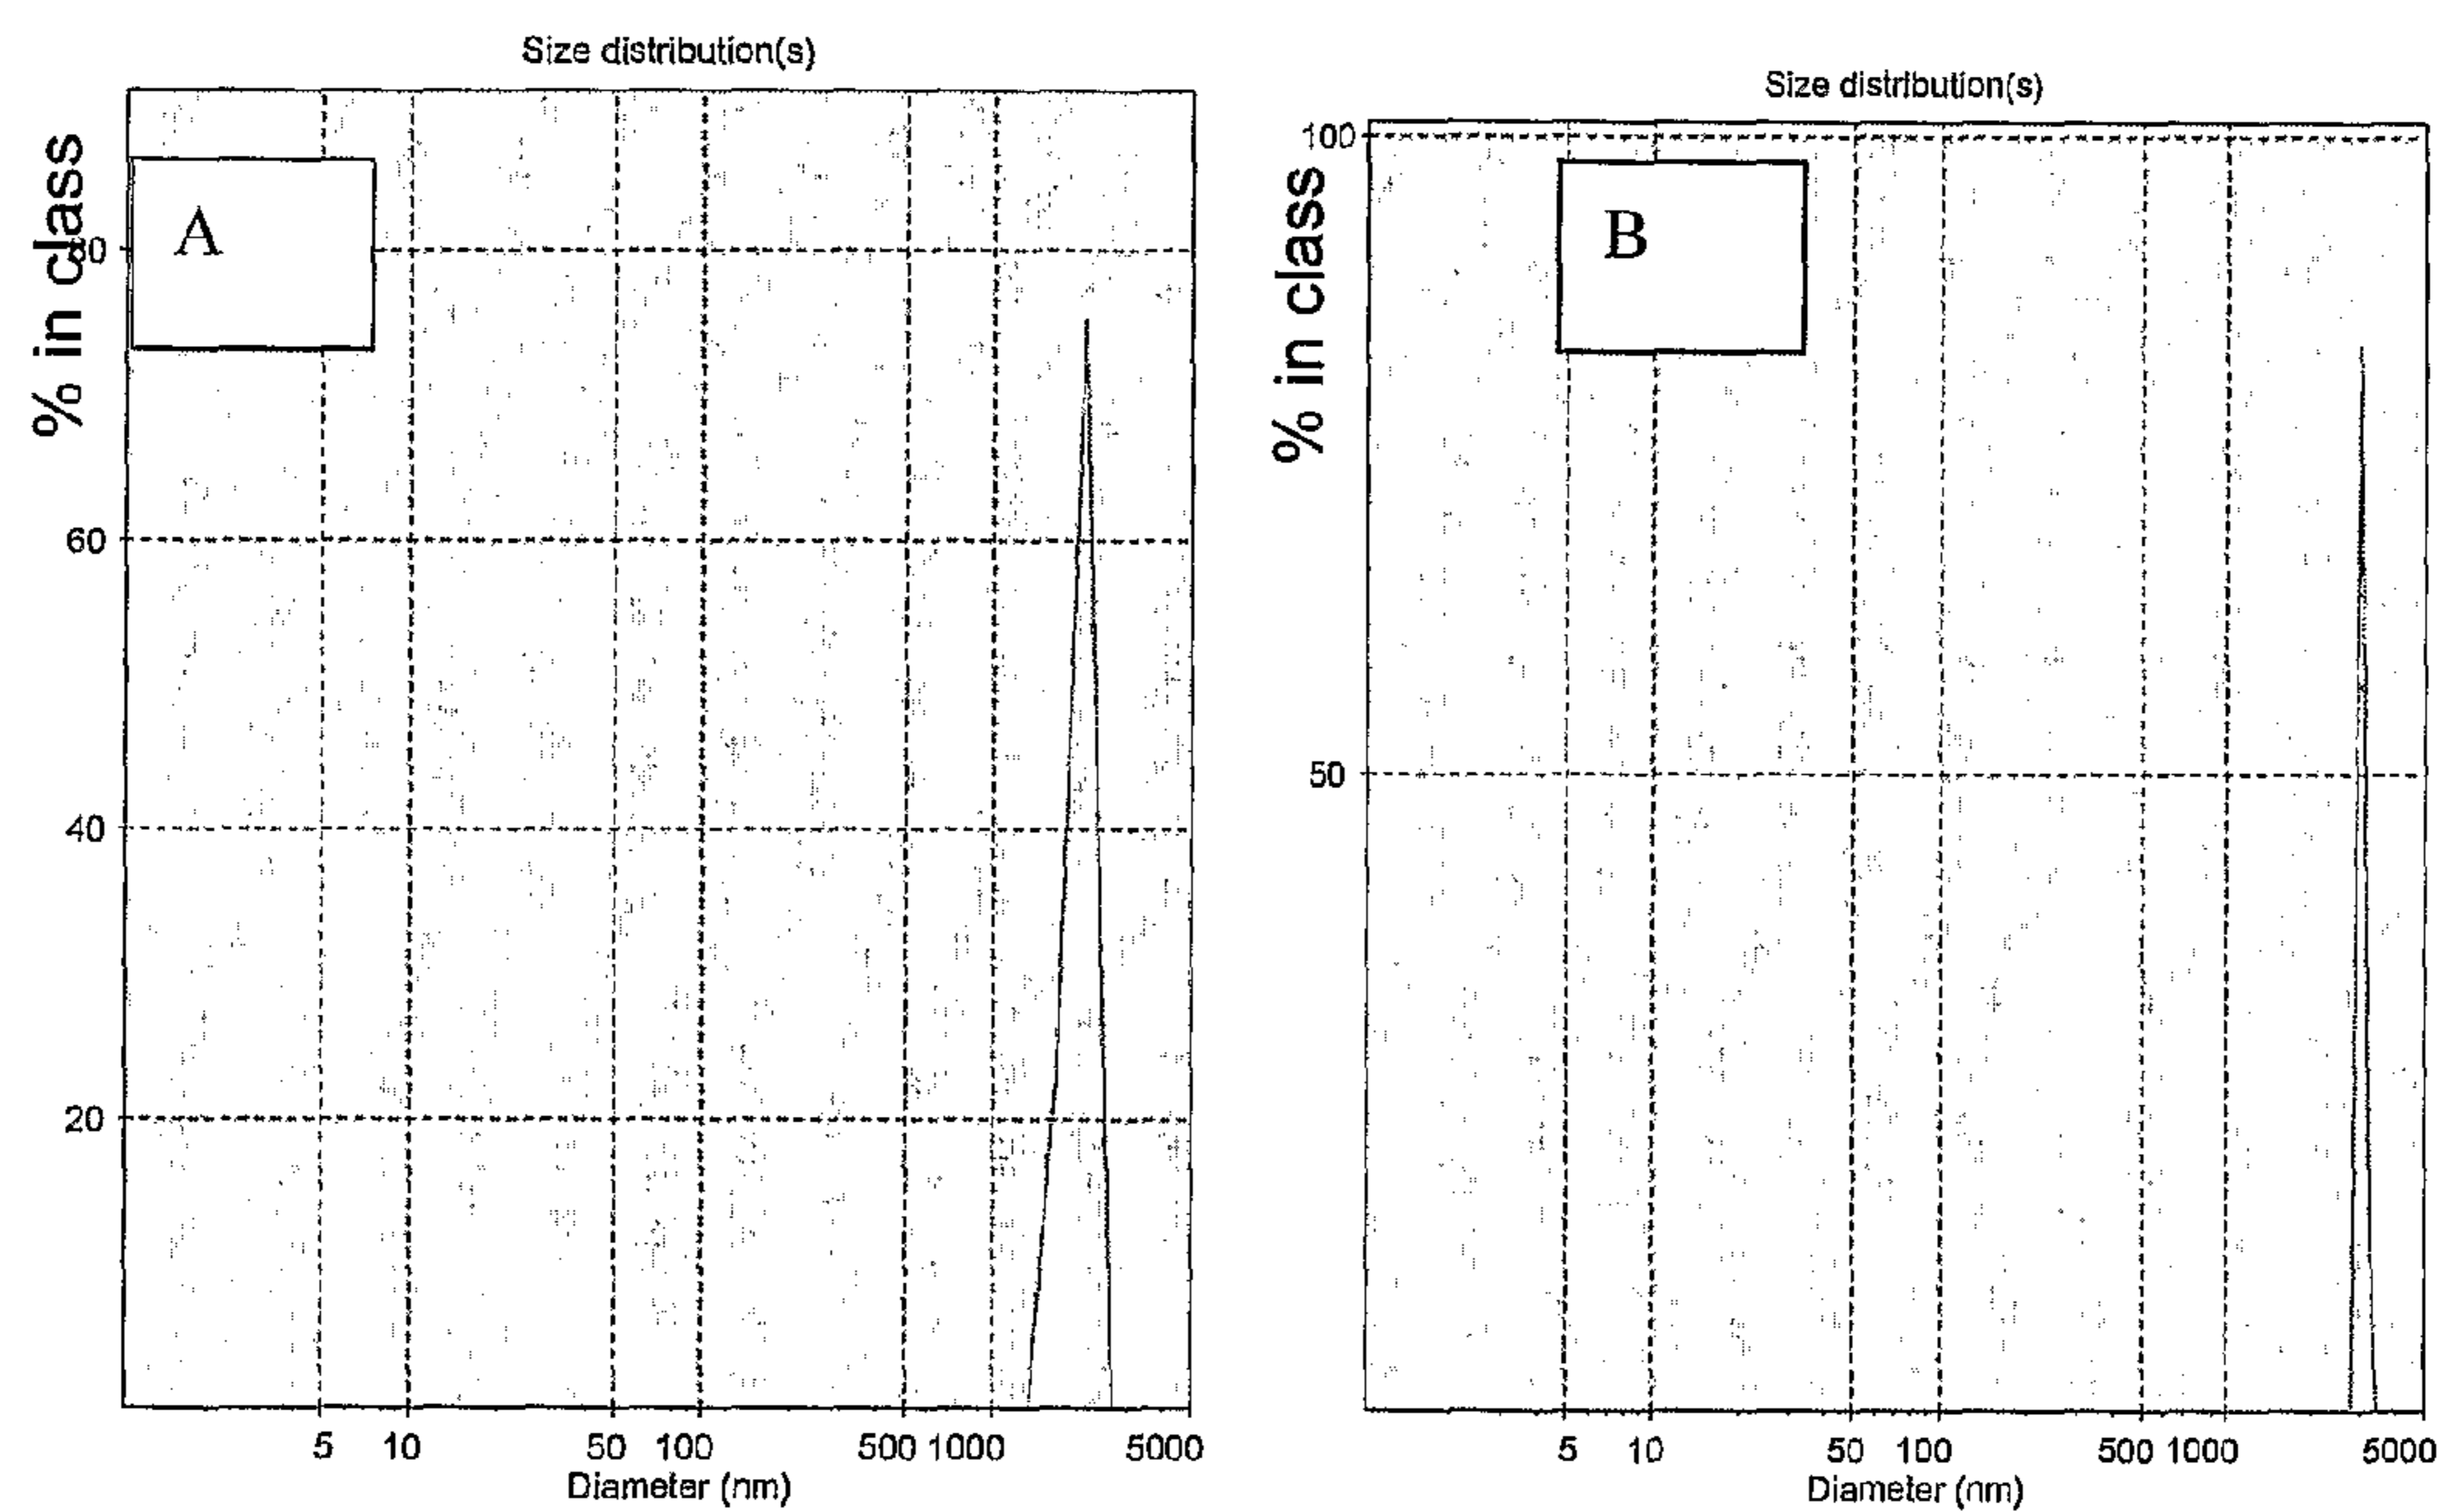 Size distribution(s)
% in class
A
60
40
20
5 10 50 100 500 1000 5000
Diameter (nm)
Size distribution(s)
% in class
100
B
50
5 10 50 100 500 1000 5000
Diameter (nm)